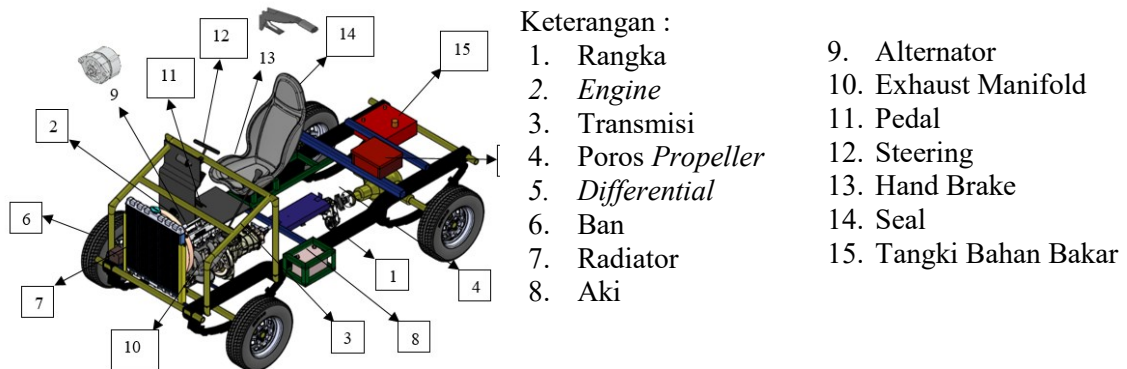 12
14
15
13
11
9
2
6
1
4
7
10
3
8
Keterangan :
1. Rangka
2. Engine
3. Transmisi
4. Poros Propeller
5. Differential
6. Ban
7. Radiator
8. Aki
9. Alternator
10. Exhaust Manifold
11. Pedal
12. Steering
13. Hand Brake
14. Seal
15. Tangki Bahan Bakar